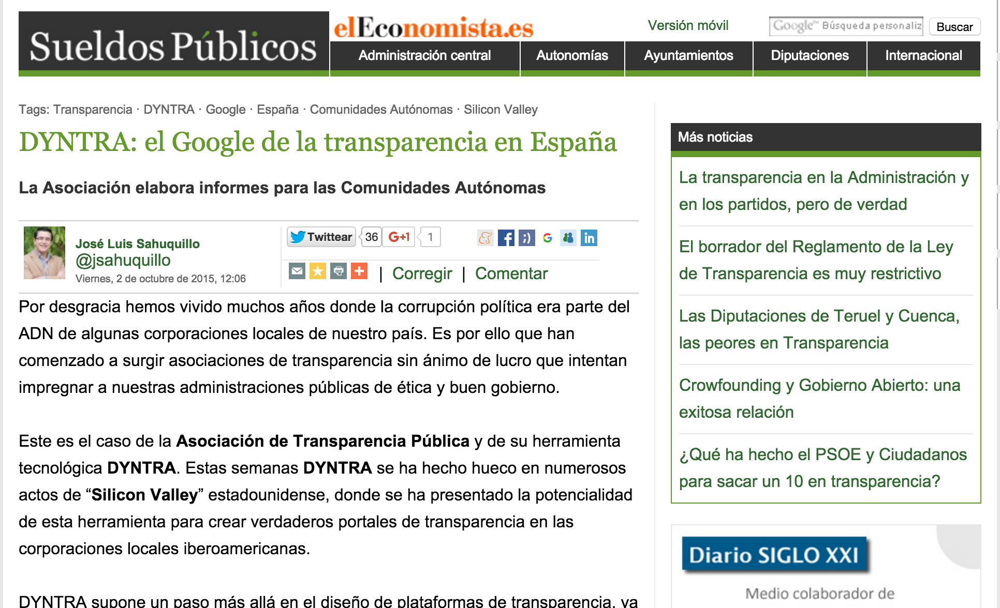 Sueldos Públicos
elEconomista.es
Versión móvil
Google™ Búsqueda personaliz
Buscar
Administración central
Autonomías
Ayuntamientos
Diputaciones
Internacional
Tags: Transparencia · DYNTRA · Google · España · Comunidades Autónomas · Silicon Valley
DYNTRA: el Google de la transparencia en España
La Asociación elabora informes para las Comunidades Autónomas
José Luis Sahuquillo
@jsahuquillo
Viernes, 2 de octubre de 2015, 12:06
Twittear
36
G+1
1
| Corregir | Comentar
Por desgracia hemos vivido muchos años donde la corrupción política era parte del
ADN de algunas corporaciones locales de nuestro país. Es por ello que han
comenzado a surgir asociaciones de transparencia sin ánimo de lucro que intentan
impregnar a nuestras administraciones públicas de ética y buen gobierno.
Este es el caso de la Asociación de Transparencia Pública y de su herramienta
tecnológica DYNTRA. Estas semanas DYNTRA se ha hecho hueco en numerosos
actos de “Silicon Valley” estadounidense, donde se ha presentado la potencialidad
de esta herramienta para crear verdaderos portales de transparencia en las
corporaciones locales iberoamericanas.
DYNTRA supone un paso más allá en el diseño de plataformas de transparencia, ya
Más noticias
La transparencia en la Administración y
en los partidos, pero de verdad
El borrador del Reglamento de la Ley
de Transparencia es muy restrictivo
Las Diputaciones de Teruel y Cuenca,
las peores en Transparencia
Crowfounding y Gobierno Abierto: una
exitosa relación
¿Qué ha hecho el PSOE y Ciudadanos
para sacar un 10 en transparencia?
Diario SIGLO XXI
Medio colaborador de